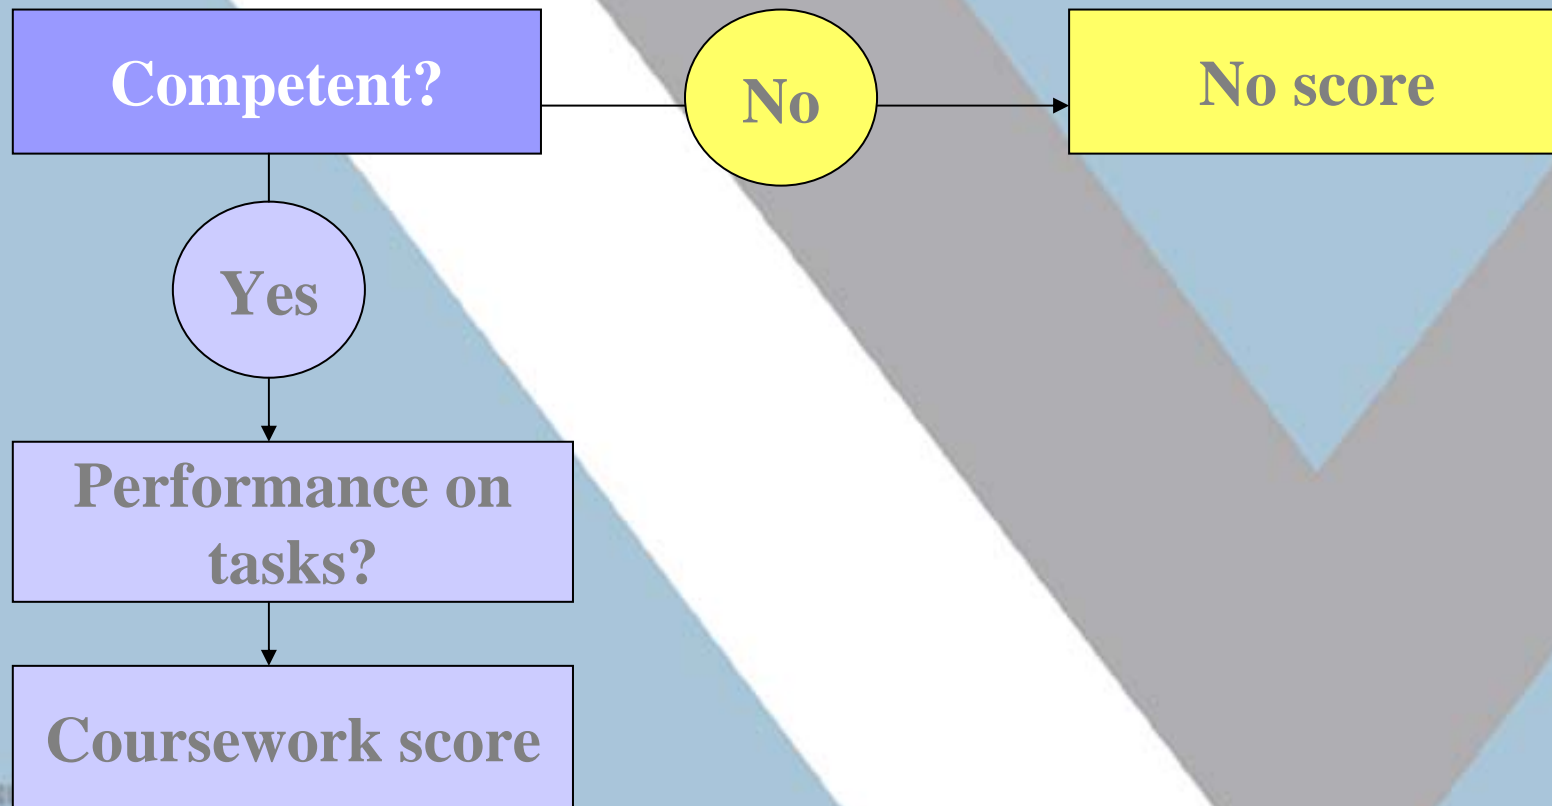 Competent?
No
No score
Yes
Performance on
tasks?
Coursework score